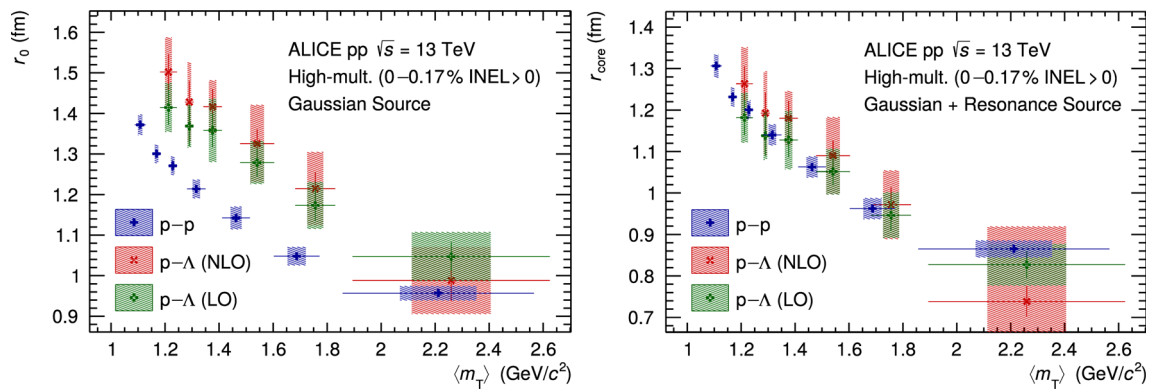 r₀ (fm)
1.6
1.5
1.4
1.3
1.2
1.1
1
0.9
ALICE pp √s = 13 TeV
High-mult. (0−0.17% INEL>0)
Gaussian Source
p−p
p−Λ (NLO)
p−Λ (LO)
1 1.2 1.4 1.6 1.8 2 2.2 2.4 2.6
⟨m_T⟩ (GeV/c²)
r_core (fm)
1.4
1.3
1.2
1.1
1
0.9
0.8
0.7
ALICE pp √s = 13 TeV
High-mult. (0−0.17% INEL>0)
Gaussian + Resonance Source
p−p
p−Λ (NLO)
p−Λ (LO)
1 1.2 1.4 1.6 1.8 2 2.2 2.4 2.6
⟨m_T⟩ (GeV/c²)